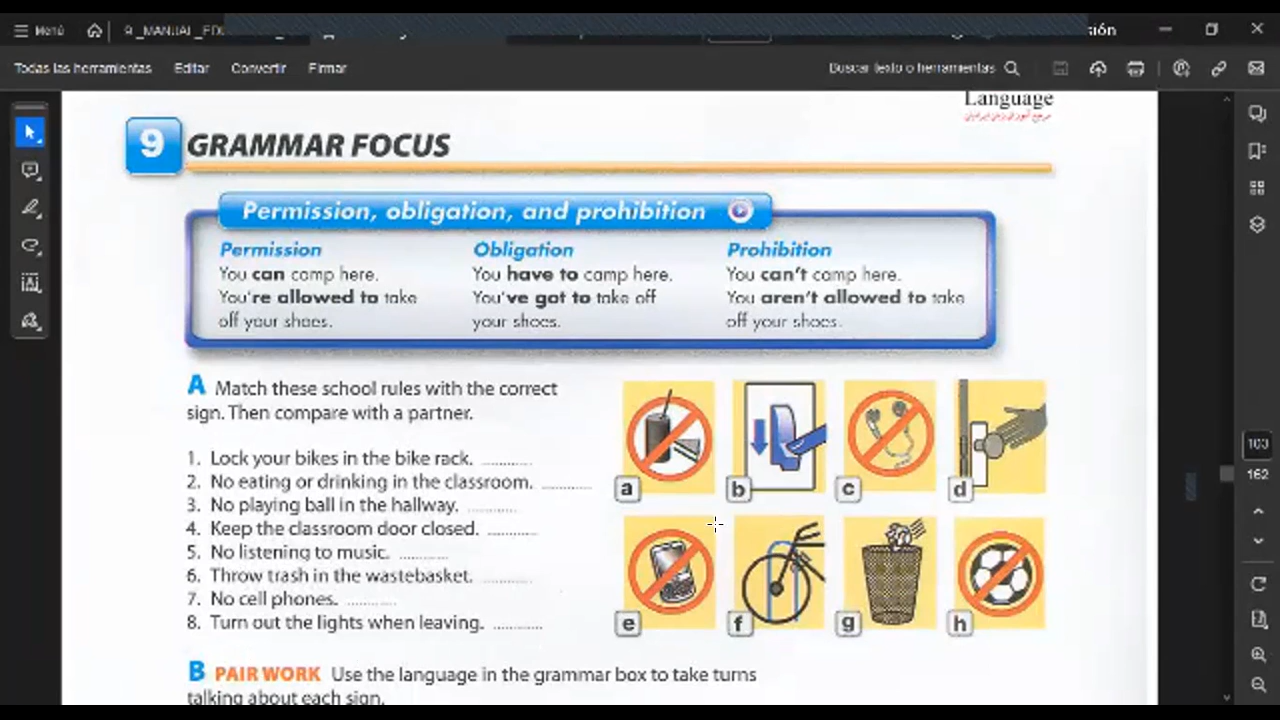 Menú
Todas las herramientas Editar Convertir Firmar
Buscar texto o herramientas
Language
9 GRAMMAR FOCUS
Permission, obligation, and prohibition
Permission
You can camp here.
You're allowed to take
off your shoes.
Obligation
You have to camp here.
You've got to take off
your shoes.
Prohibition
You can't camp here.
You aren't allowed to take
off your shoes.
A Match these school rules with the correct
sign. Then compare with a partner.
1. Lock your bikes in the bike rack. ............
2. No eating or drinking in the classroom. ............
3. No playing ball in the hallway. ............
4. Keep the classroom door closed. ............
5. No listening to music. ............
6. Throw trash in the wastebasket. ............
7. No cell phones. ............
8. Turn out the lights when leaving. ............
a b c d
e f g h
B PAIR WORK Use the language in the grammar box to take turns
talking about each sign.
103
162